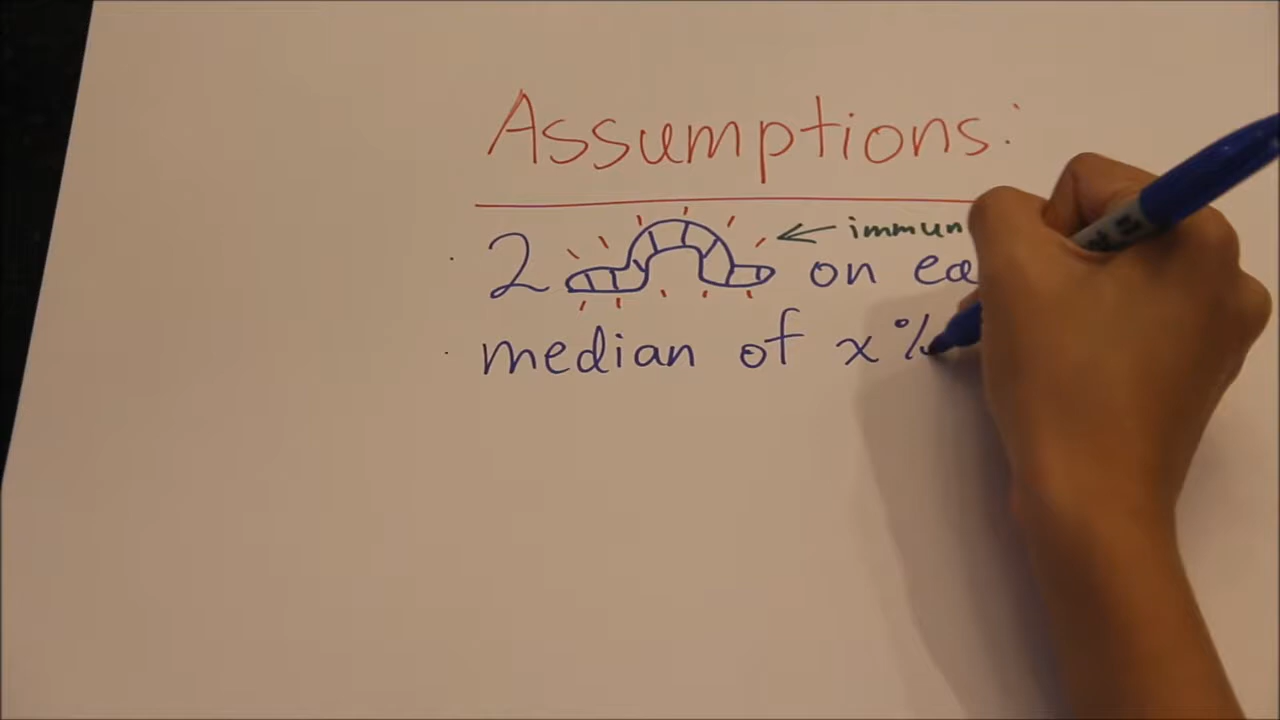 Assumptions:
← immun
2 on ea
median of x %